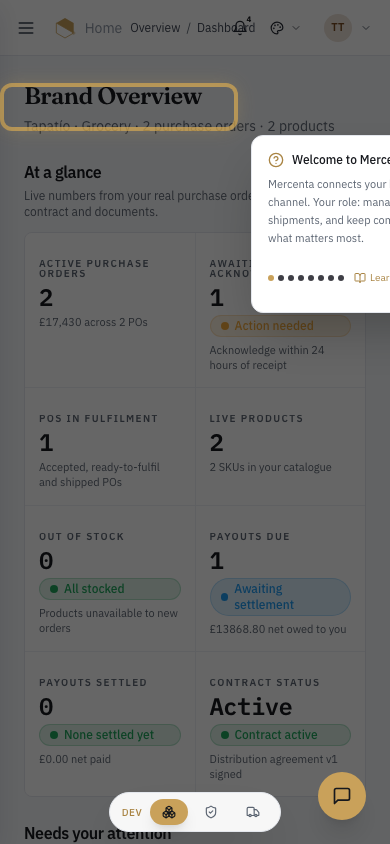 4
Home Overview / Dashboard TT
Brand Overview
Tapatío · Grocery · 2 purchase orders · 2 products
Welcome to Merce
Mercenta connects your
channel. Your role: mana
shipments, and keep com
what matters most.
Lear
At a glance
Live numbers from your real purchase orde
contract and documents.
ACTIVE PURCHASE
ORDERS
2
£17,430 across 2 POs
AWAITI
ACKNO
1
Action needed
Acknowledge within 24
hours of receipt
POS IN FULFILMENT
1
Accepted, ready-to-fulfil
and shipped POs
LIVE PRODUCTS
2
2 SKUs in your catalogue
OUT OF STOCK
0
All stocked
Products unavailable to new
orders
PAYOUTS DUE
1
Awaiting
settlement
£13868.80 net owed to you
PAYOUTS SETTLED
0
None settled yet
£0.00 net paid
CONTRACT STATUS
Active
Contract active
Distribution agreement v1
signed
DEV
Needs your attention